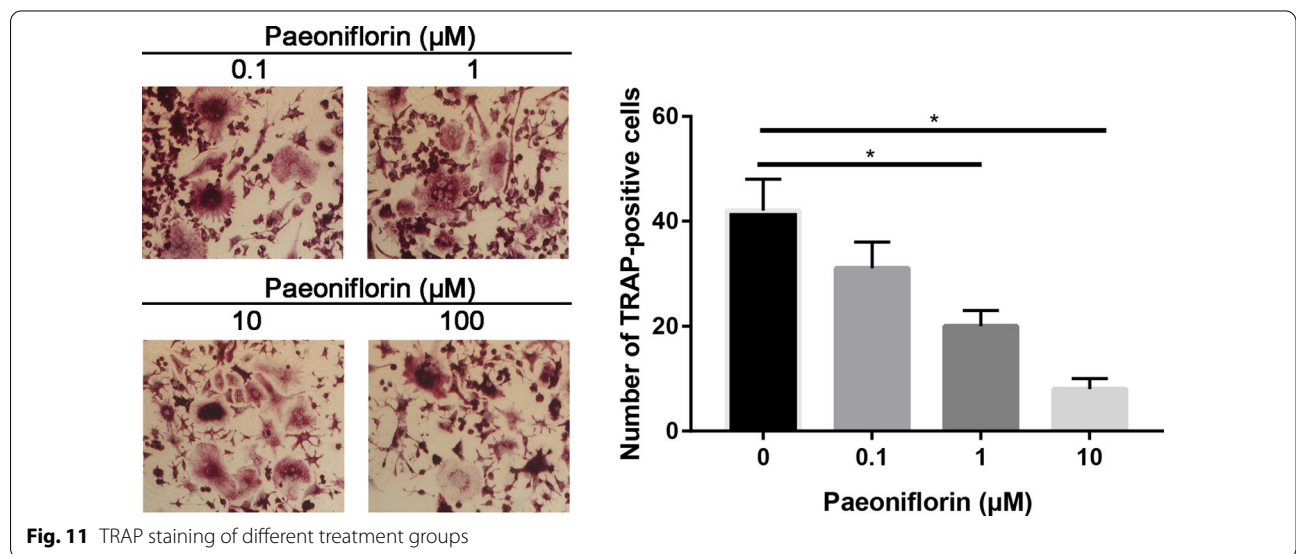 Paeoniflorin (µM)
0.1 1
Paeoniflorin (µM)
10 100
Number of TRAP-positive cells
60
40
20
0
*
*
0 0.1 1 10
Paeoniflorin (µM)
Fig. 11 TRAP staining of different treatment groups